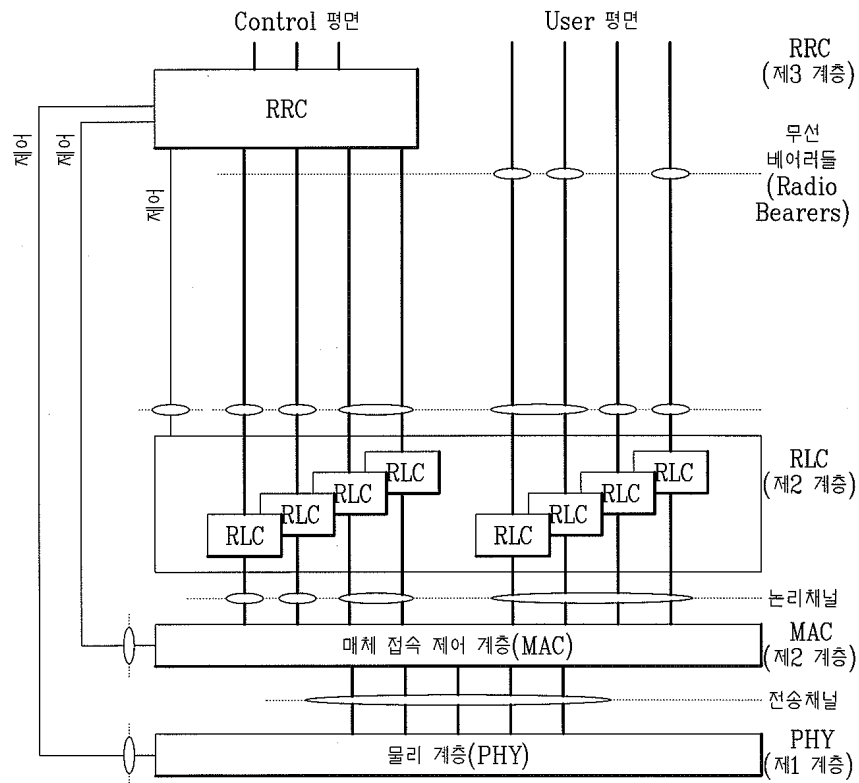 Control 평면
User 평면
RRC
(제3 계층)
RRC
제어
제어
제어
무선
베어러들
(Radio
Bearers)
RLC
RLC
RLC
RLC
RLC
RLC
RLC
RLC
RLC
(제2 계층)
논리채널
매체 접속 제어 계층(MAC)
MAC
(제2 계층)
전송채널
물리 계층(PHY)
PHY
(제1 계층)